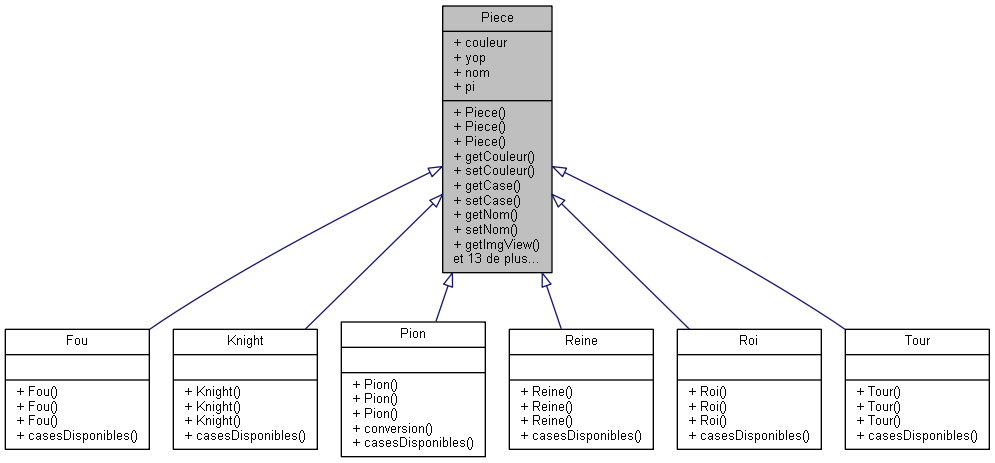 Piece
+ couleur
+ yop
+ nom
+ pi
+ Piece()
+ Piece()
+ Piece()
+ getCouleur()
+ setCouleur()
+ getCase()
+ setCase()
+ getNom()
+ setNom()
+ getImgView()
et 13 de plus...
Fou
+ Fou()
+ Fou()
+ Fou()
+ casesDisponibles()
Knight
+ Knight()
+ Knight()
+ Knight()
+ casesDisponibles()
Pion
+ Pion()
+ Pion()
+ Pion()
+ conversion()
+ casesDisponibles()
Reine
+ Reine()
+ Reine()
+ Reine()
+ casesDisponibles()
Roi
+ Roi()
+ Roi()
+ Roi()
+ casesDisponibles()
Tour
+ Tour()
+ Tour()
+ Tour()
+ casesDisponibles()